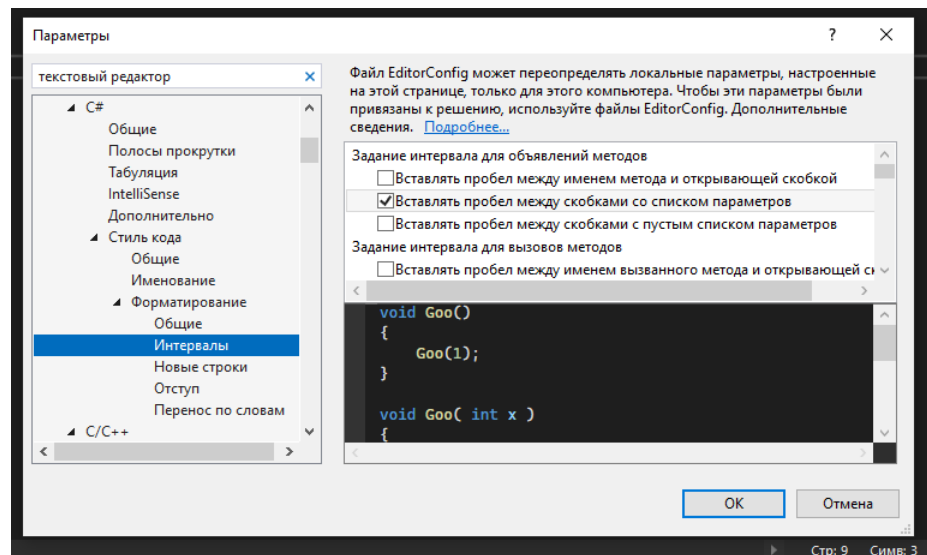 Параметры
?
текстовый редактор
C#
Общие
Полосы прокрутки
Табуляция
IntelliSense
Дополнительно
Стиль кода
Общие
Именование
Форматирование
Общие
Интервалы
Новые строки
Отступ
Перенос по словам
C/C++
Файл EditorConfig может переопределять локальные параметры, настроенные
на этой странице, только для этого компьютера. Чтобы эти параметры были
привязаны к решению, используйте файлы EditorConfig. Дополнительные
сведения. Подробнее...
Задание интервала для объявлений методов
Вставлять пробел между именем метода и открывающей скобкой
Вставлять пробел между скобками со списком параметров
Вставлять пробел между скобками с пустым списком параметров
Задание интервала для вызовов методов
Вставлять пробел между именем вызванного метода и открывающей
void Goo()
{
Goo(1);
}
void Goo( int x )
{
ОК
Отмена
Стр: 9 Симв: 3